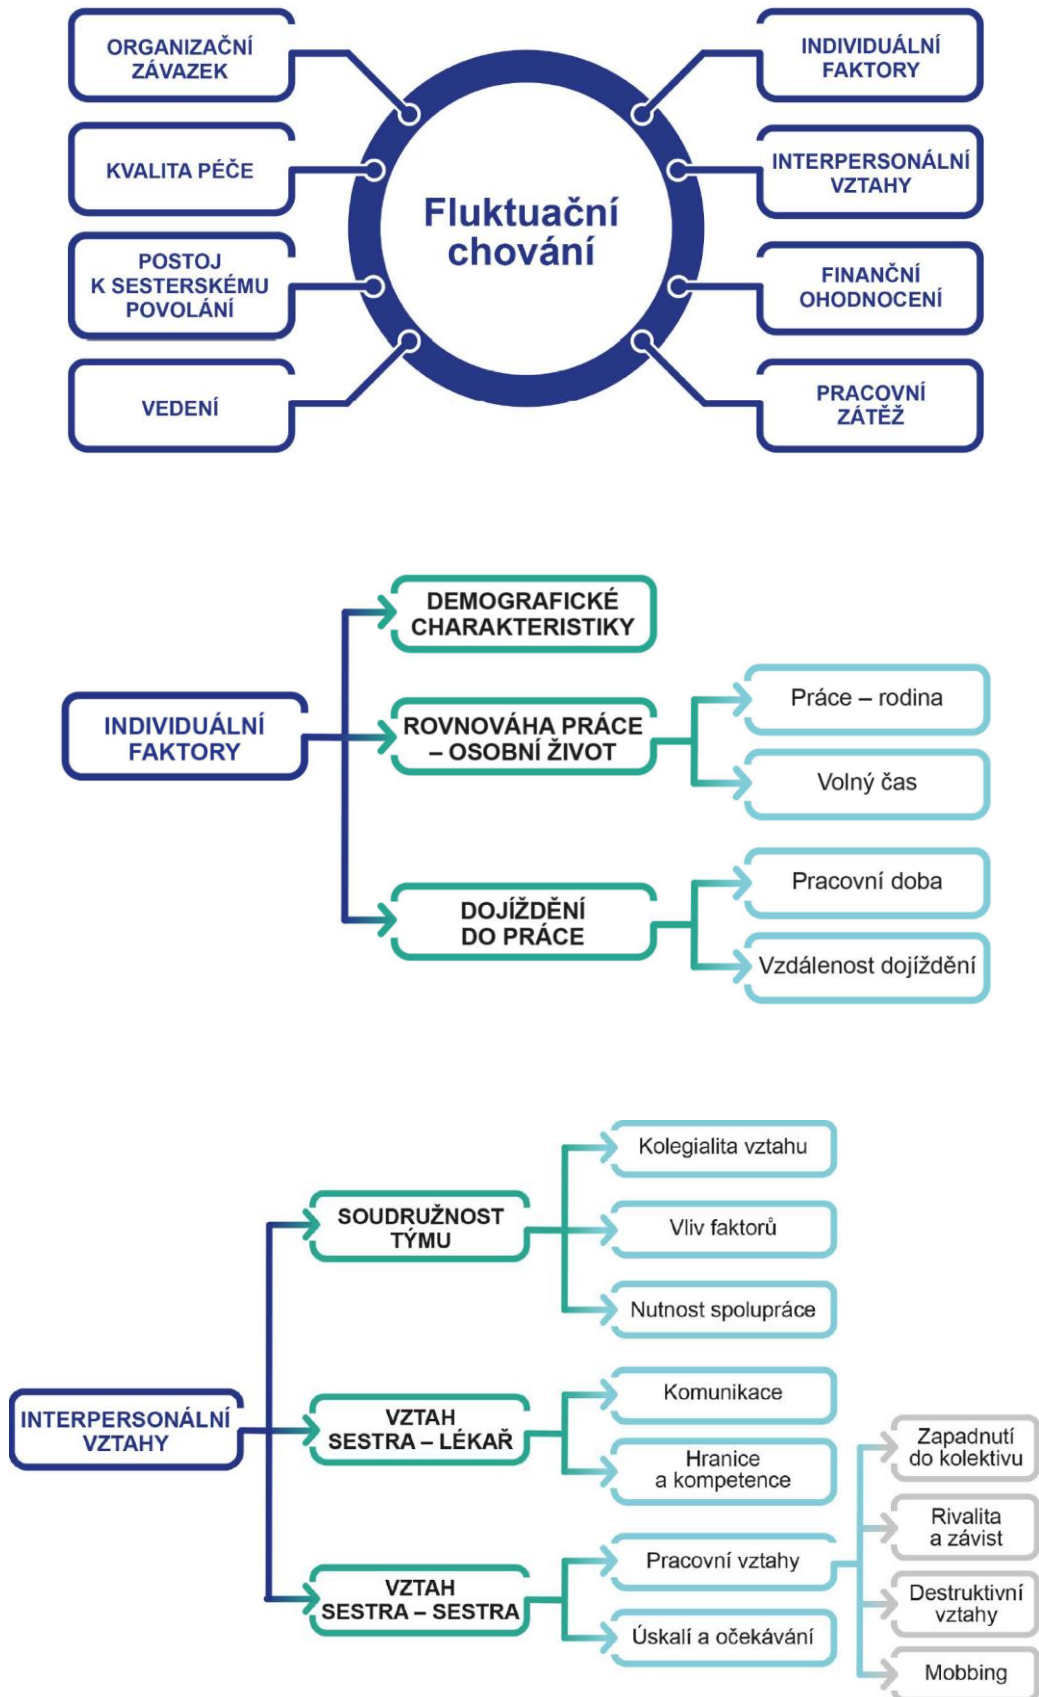 ORGANIZAČNÍ
ZÁVAZEK
KVALITA PÉČE
POSTOJ
K SESTERSKÉMU
POVOLÁNÍ
VEDENÍ
Fluktuační
chování
INDIVIDUÁLNÍ
FAKTORY
INTERPERSONÁLNÍ
VZTAHY
FINANČNÍ
OHODNOCENÍ
PRACOVNÍ
ZÁTĚŽ
INDIVIDUÁLNÍ
FAKTORY
DEMOGRAFICKÉ
CHARAKTERISTIKY
ROVNOVÁHA PRÁCE
– OSOBNÍ ŽIVOT
Práce – rodina
Volný čas
DOJÍŽDĚNÍ
DO PRÁCE
Pracovní doba
Vzdálenost dojíždění
INTERPERSONÁLNÍ
VZTAHY
SOUDRUŽNOST
TÝMU
Kolegialita vztahu
Vliv faktorů
Nutnost spolupráce
VZTAH
SESTRA – LÉKAŘ
Komunikace
Hranice
a kompetence
VZTAH
SESTRA – SESTRA
Pracovní vztahy
Úskalí a očekávání
Zapadnutí
do kolektivu
Rivalita
a závist
Destruktivní
vztahy
Mobbing